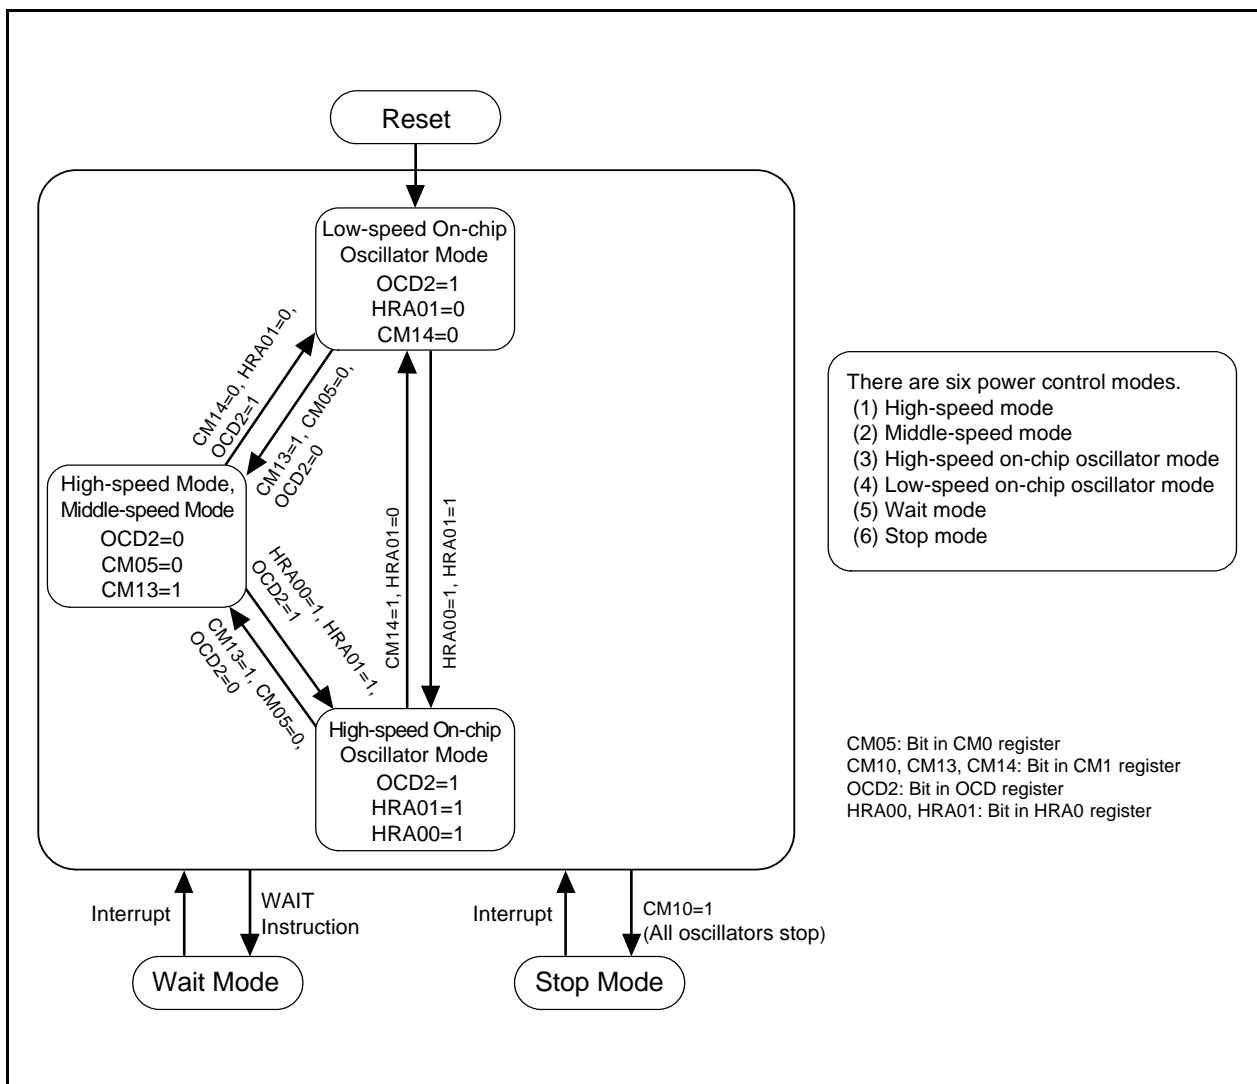 Reset
Low-speed On-chip
Oscillator Mode
OCD2=1
HRA01=0
CM14=0
CM14=0, HRA01=0,
OCD2=1
CM13=1, CM05=0,
OCD2=0
High-speed Mode,
Middle-speed Mode
OCD2=0
CM05=0
CM13=1
HRA00=1, HRA01=1,
OCD2=1
CM13=1, CM05=0,
OCD2=0
CM14=1, HRA01=0
HRA00=1, HRA01=1
High-speed On-chip
Oscillator Mode
OCD2=1
HRA01=1
HRA00=1
There are six power control modes.
(1) High-speed mode
(2) Middle-speed mode
(3) High-speed on-chip oscillator mode
(4) Low-speed on-chip oscillator mode
(5) Wait mode
(6) Stop mode
CM05: Bit in CM0 register
CM10, CM13, CM14: Bit in CM1 register
OCD2: Bit in OCD register
HRA00, HRA01: Bit in HRA0 register
Interrupt
WAIT
Instruction
Interrupt
CM10=1
(All oscillators stop)
Wait Mode
Stop Mode